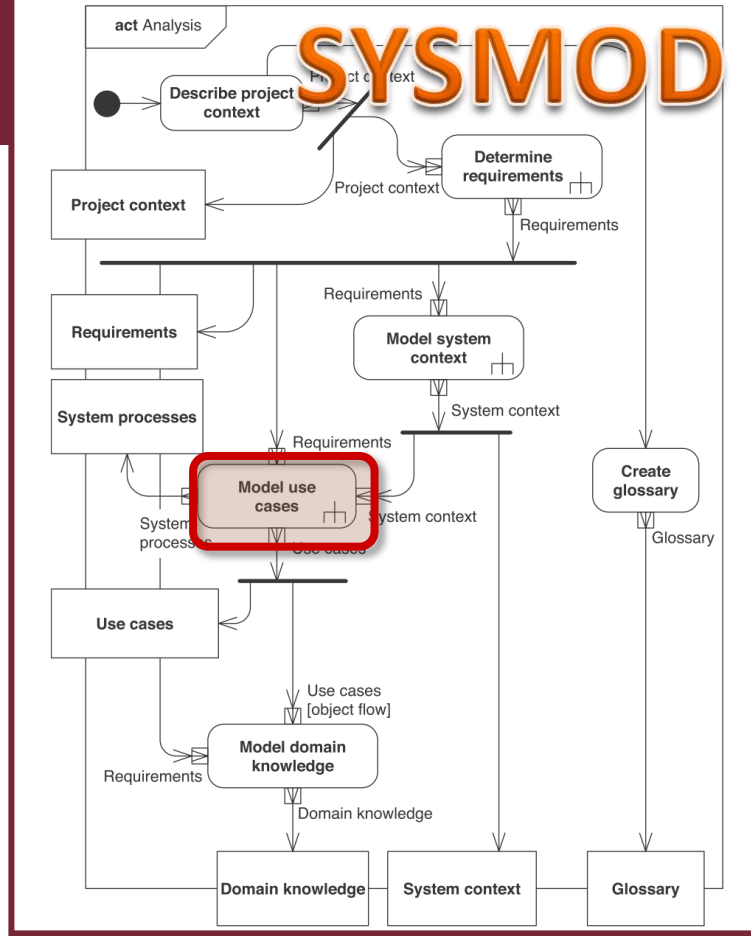 act Analysis
SYSMOD
Project context
Describe project
context
Determine
requirements
Project context
Project context
Requirements
Requirements
Requirements
Model system
context
System processes
System context
Requirements
Model use
cases
Create
glossary
System context
System
processes
Use cases
Glossary
Use cases
Use cases
[object flow]
Model domain
knowledge
Requirements
Domain knowledge
Domain knowledge
System context
Glossary